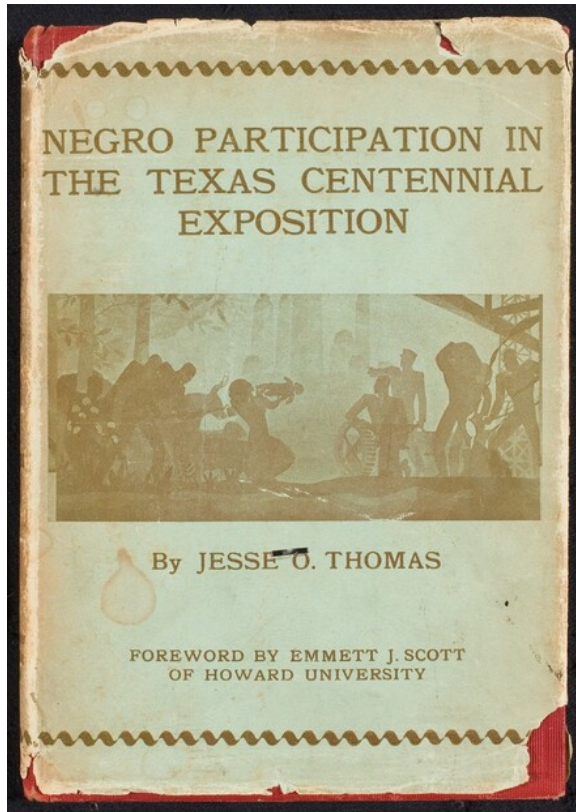 NEGRO PARTICIPATION IN
THE TEXAS CENTENNIAL
EXPOSITION
By JESSE O. THOMAS
FOREWORD BY EMMETT J. SCOTT
OF HOWARD UNIVERSITY